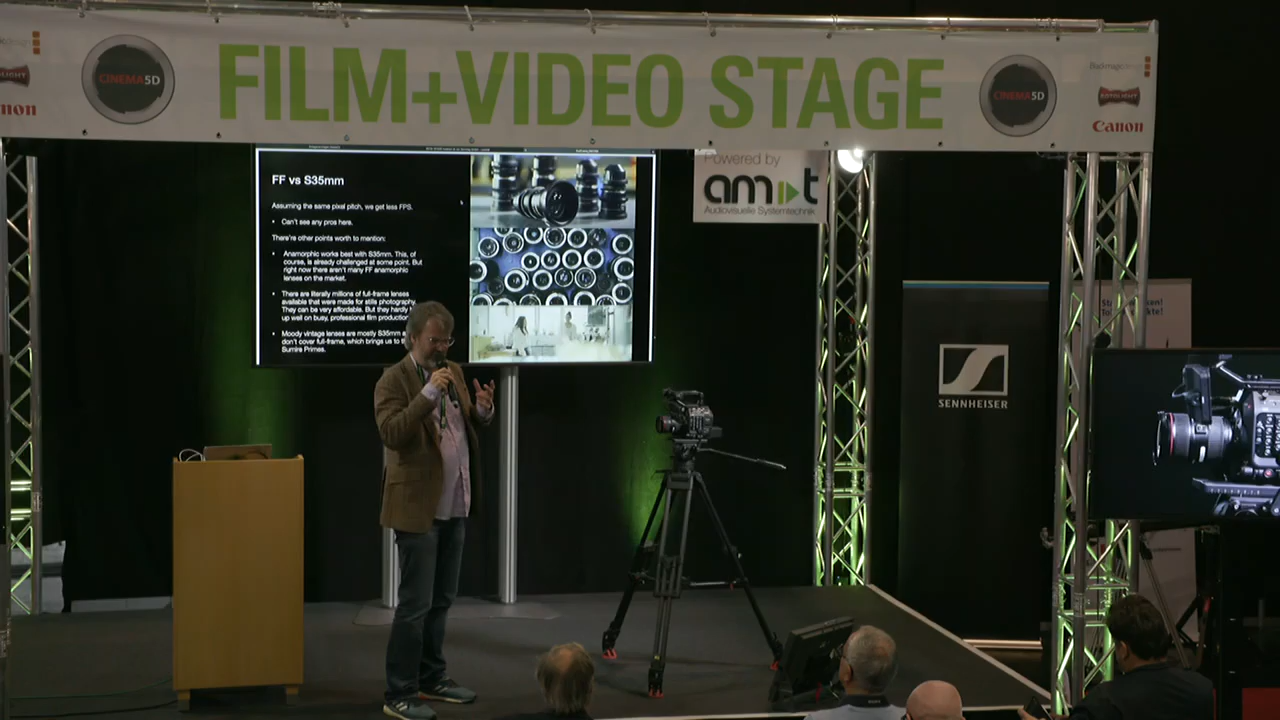 Blackmagicdesign
CINEMA5D
FILM+VIDEO STAGE
CINEMA5D
Canon
Powered by
am t
Audiovisuelle Systemtechnik
FF vs S35mm
Assuming the same pixel pitch, we get less FPS.
• Can't see any pros here.
There're other points worth to mention:
• Anamorphic works best with S35mm. This, of
course, is already challenged at some point. But
right now there aren't many FF anamorphic
lenses on the market.
• There are literally millions of full-frame lenses
available that were made for stills photography.
They can be very affordable. But they hardly
up well on busy, professional film production
• Moody vintage lenses are mostly S35mm
don't cover full-frame, which brings us to
Sumire Primes.
SENNHEISER